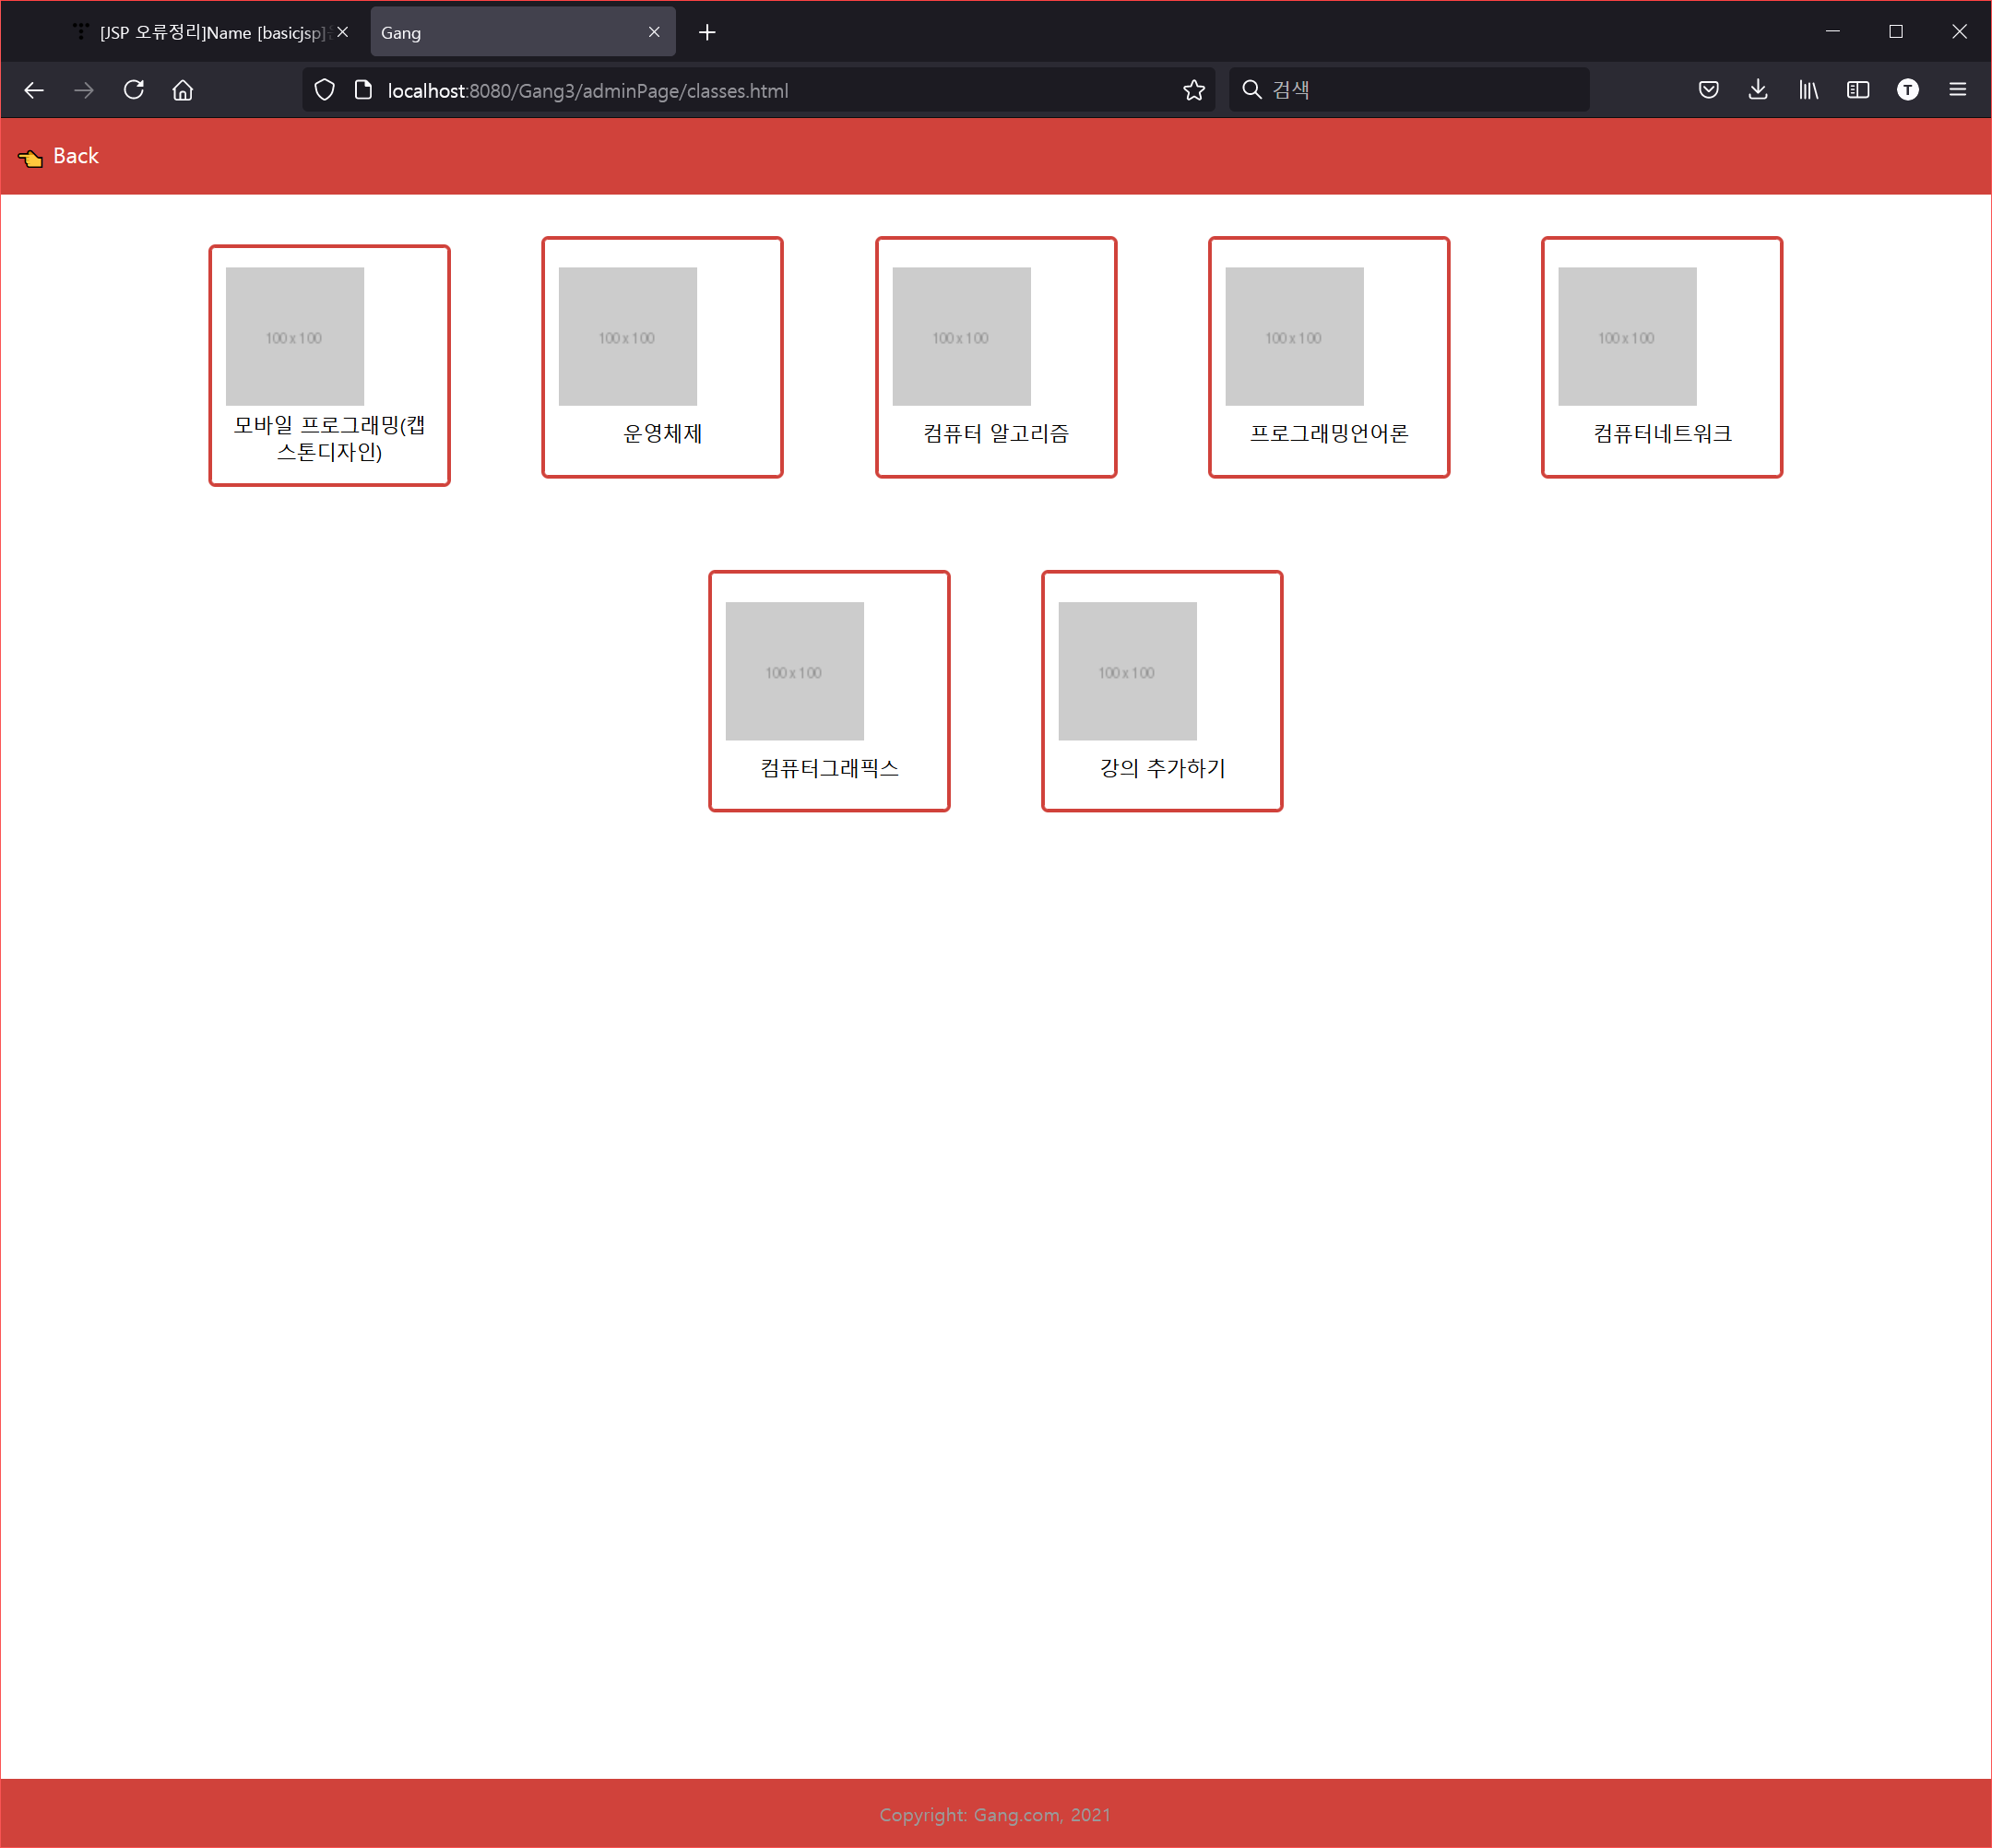 [JSP 오류정리]Name [basicjsp]
Gang
localhost:8080/Gang3/adminPage/classes.html
검색
T
Back
100 x 100
100 x 100
100 x 100
100 x 100
100 x 100
모바일 프로그래밍(캡
스톤디자인)
운영체제
컴퓨터 알고리즘
프로그래밍언어론
컴퓨터네트워크
100 x 100
100 x 100
컴퓨터그래픽스
강의 추가하기
Copyright: Gang.com, 2021